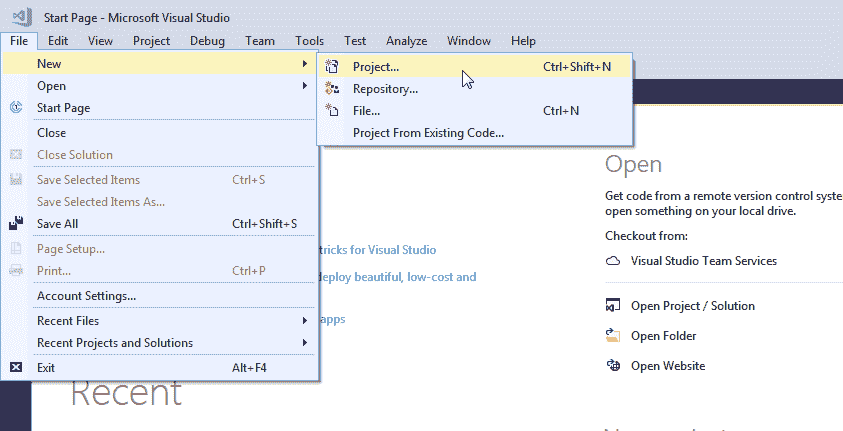 Start Page - Microsoft Visual Studio
File Edit View Project Debug Team Tools Test Analyze Window Help
New
Open
Start Page
Close
Close Solution
Save Selected Items Ctrl+S
Save Selected Items As...
Save All Ctrl+Shift+S
Page Setup...
Print... Ctrl+P
Account Settings...
Recent Files
Recent Projects and Solutions
Exit Alt+F4
Project... Ctrl+Shift+N
Repository...
File... Ctrl+N
Project From Existing Code...
tricks for Visual Studio
deploy beautiful, low-cost and
apps
Recent
Open
Get code from a remote version control
open something on your local drive.
Checkout from:
Visual Studio Team Services
Open Project / Solution
Open Folder
Open Website